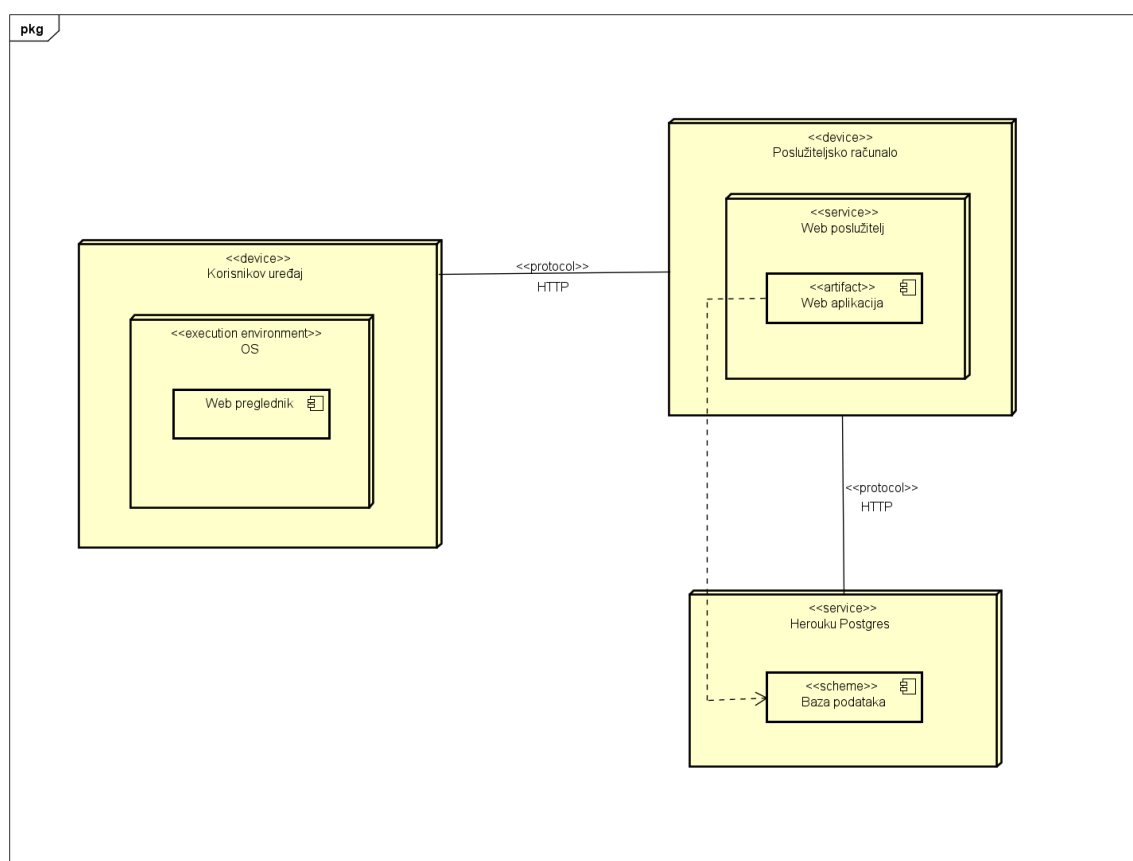 pkg
<<device>>
Korisnikov uređaj
<<execution environment>>
OS
Web preglednik
<<protocol>>
HTTP
<<device>>
Poslužiteljsko računalo
<<service>>
Web poslužitelj
<<artifact>>
Web aplikacija
<<protocol>>
HTTP
<<service>>
Herouku Postgres
<<scheme>>
Baza podataka